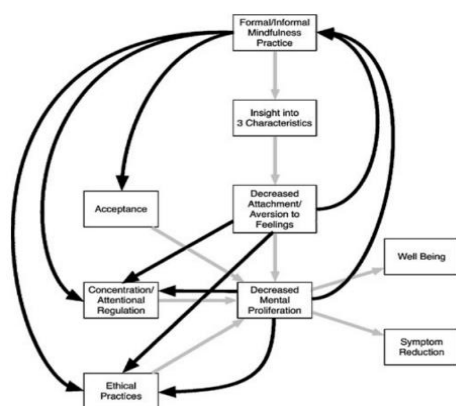 Formal/Informal
Mindfulness
Practice
Insight into
3 Characteristics
Decreased
Attachment/
Aversion to
Feelings
Acceptance
Well Being
Concentration/
Attentional
Regulation
Decreased
Mental
Proliferation
Symptom
Reduction
Ethical
Practices